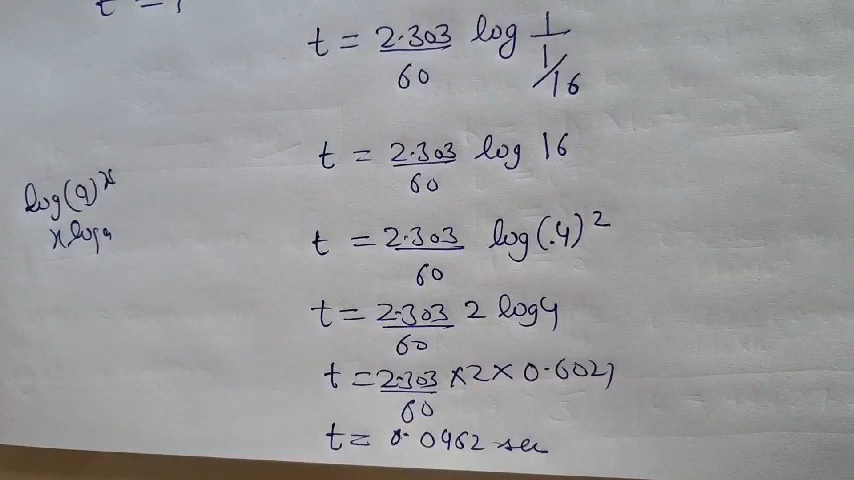 t = ?
t = 2.303/60 log 1/1/16
t = 2.303/60 log 16
log(a)^x
x log a
t = 2.303/60 log(.4)^2
t = 2.303/60 2 log 4
t = 2.303/60 × 2 × 0.6021
t = 0.0462 sec